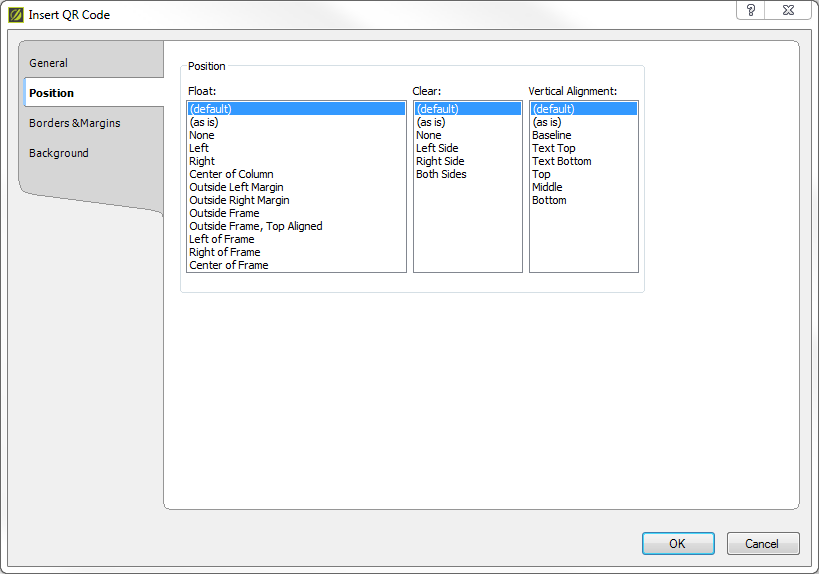 Insert QR Code
General
Position
Borders &Margins
Background
Position
Float:
(default)
(as is)
None
Left
Right
Center of Column
Outside Left Margin
Outside Right Margin
Outside Frame
Outside Frame, Top Aligned
Left of Frame
Right of Frame
Center of Frame
Clear:
(default)
(as is)
None
Left Side
Right Side
Both Sides
Vertical Alignment:
(default)
(as is)
Baseline
Text Top
Text Bottom
Top
Middle
Bottom
OK
Cancel